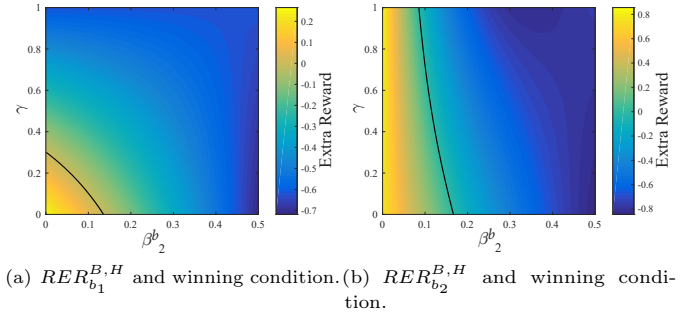 1
0.8
0.6
0.4
0.2
0
γ
0 0.1 0.2 0.3 0.4 0.5
β^b_2
0.2
0.1
0
-0.1
-0.2
-0.3
-0.4
-0.5
-0.6
-0.7
Extra Reward
1
0.8
0.6
0.4
0.2
0
γ
0 0.1 0.2 0.3 0.4 0.5
β^b_2
0.8
0.6
0.4
0.2
0
-0.2
-0.4
-0.6
-0.8
Extra Reward
(a) RER^{B,H}_{b_1} and winning condition.
(b) RER^{B,H}_{b_2} and winning condi-
tion.